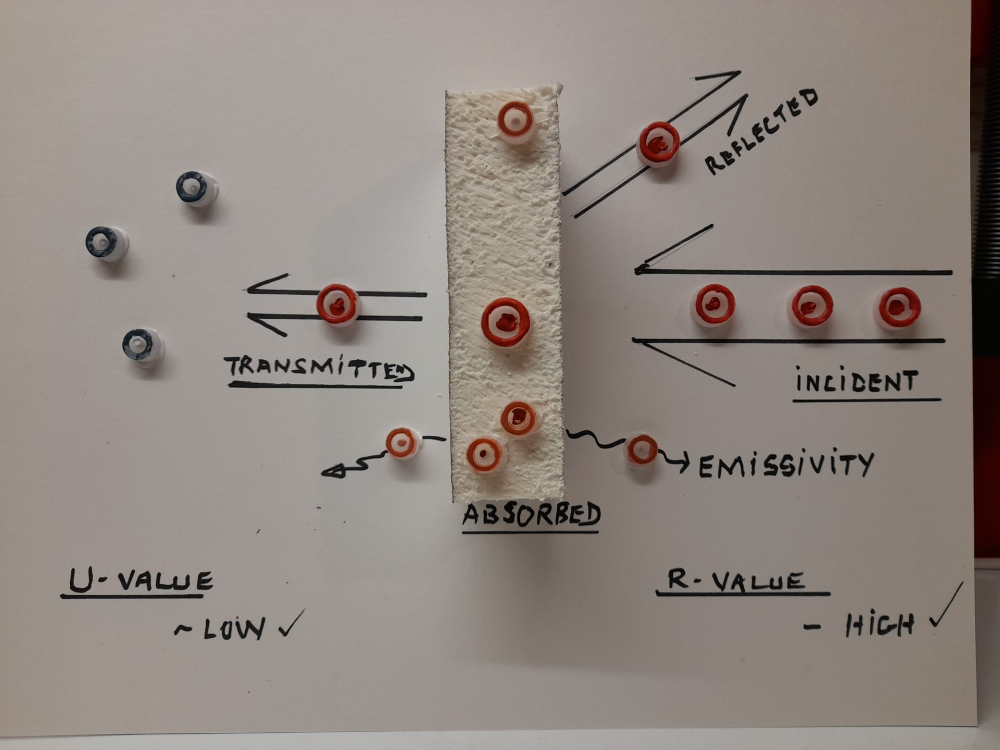 REFLECTED
TRANSMITTED
INCIDENT
EMISSIVITY
ABSORBED
U-VALUE
~ LOW ✓
R-VALUE
- HIGH ✓